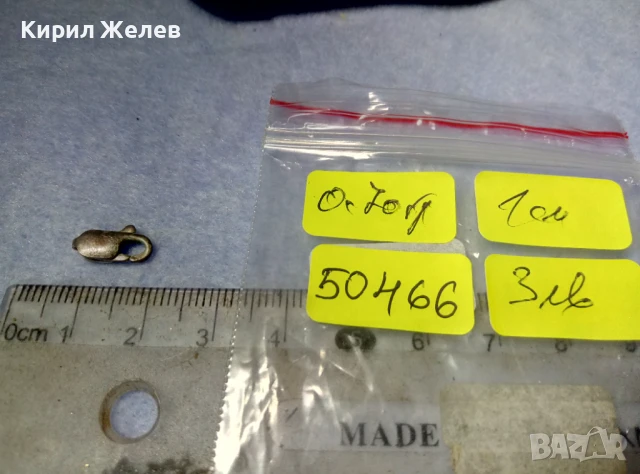 Кирил Желев
0.70гр
1см
50466
3лв
0cm 1 2 3 4 5 6 7 8
MADE
BAZAR